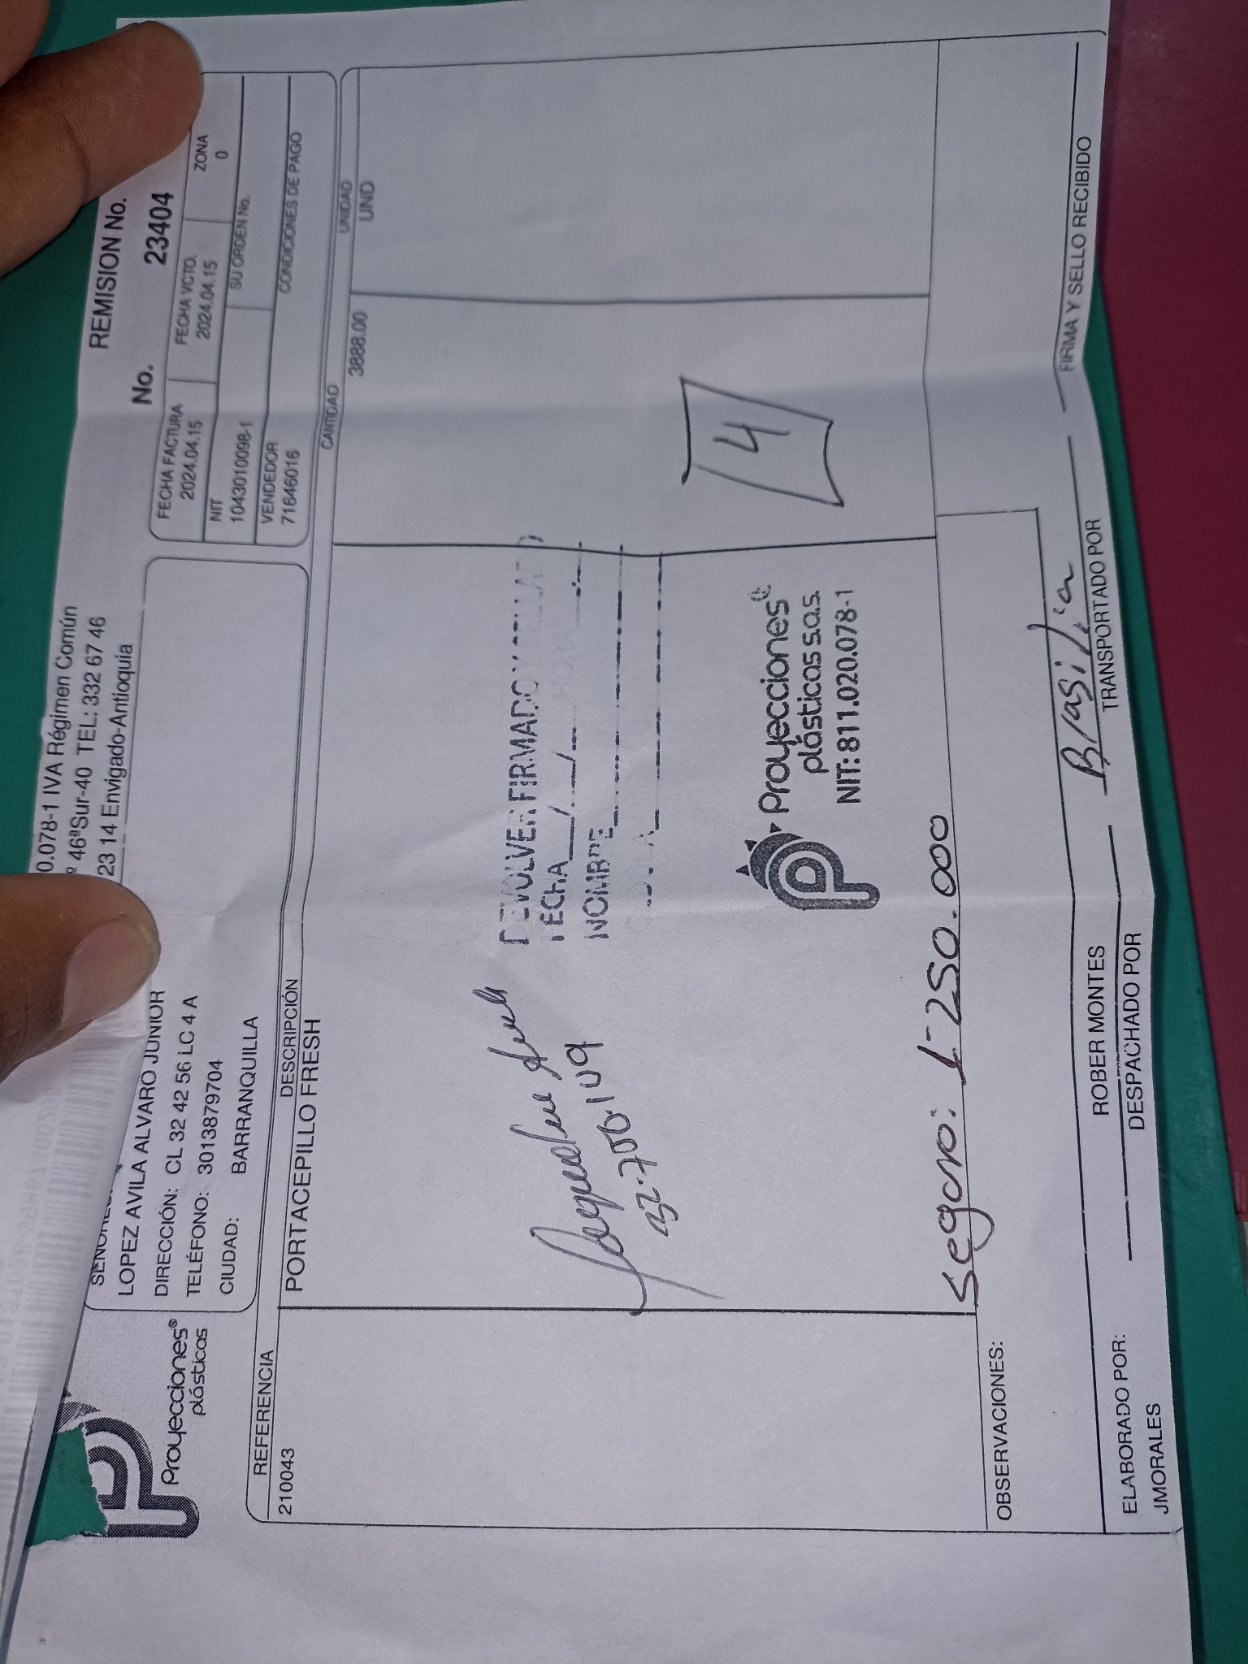 Proyecciones®
plásticas
0.078-1 IVA Régimen Común
46ªSur-40 TEL: 332 67 46
23 14 Envigado-Antioquia
REMISION No.
No. 23404
LOPEZ AVILA ALVARO JUNIOR
DIRECCIÓN: CL 32 42 56 LC 4 A
TELÉFONO: 3013879704
CIUDAD: BARRANQUILLA
FECHA FACTURA FECHA VCTO. ZONA
2024.04.15 2024.04.15 0
NIT SU ORDEN No.
1043010098-1
VENDEDOR CONDICIONES DE PAGO
71646016
REFERENCIA DESCRIPCIÓN CANTIDAD UNIDAD
210043 PORTACEPILLO FRESH 3888.00 UND
DEVOLVER FIRMADO Y SELLADO
FECHA
NOMBRE
32.700.109
4
Proyecciones®
plásticas s.a.s.
NIT: 811.020.078-1
Seguro: 1-250.000
OBSERVACIONES:
ELABORADO POR:
JMORALES
ROBER MONTES
DESPACHADO POR
Brasilia
TRANSPORTADO POR
FIRMA Y SELLO RECIBIDO